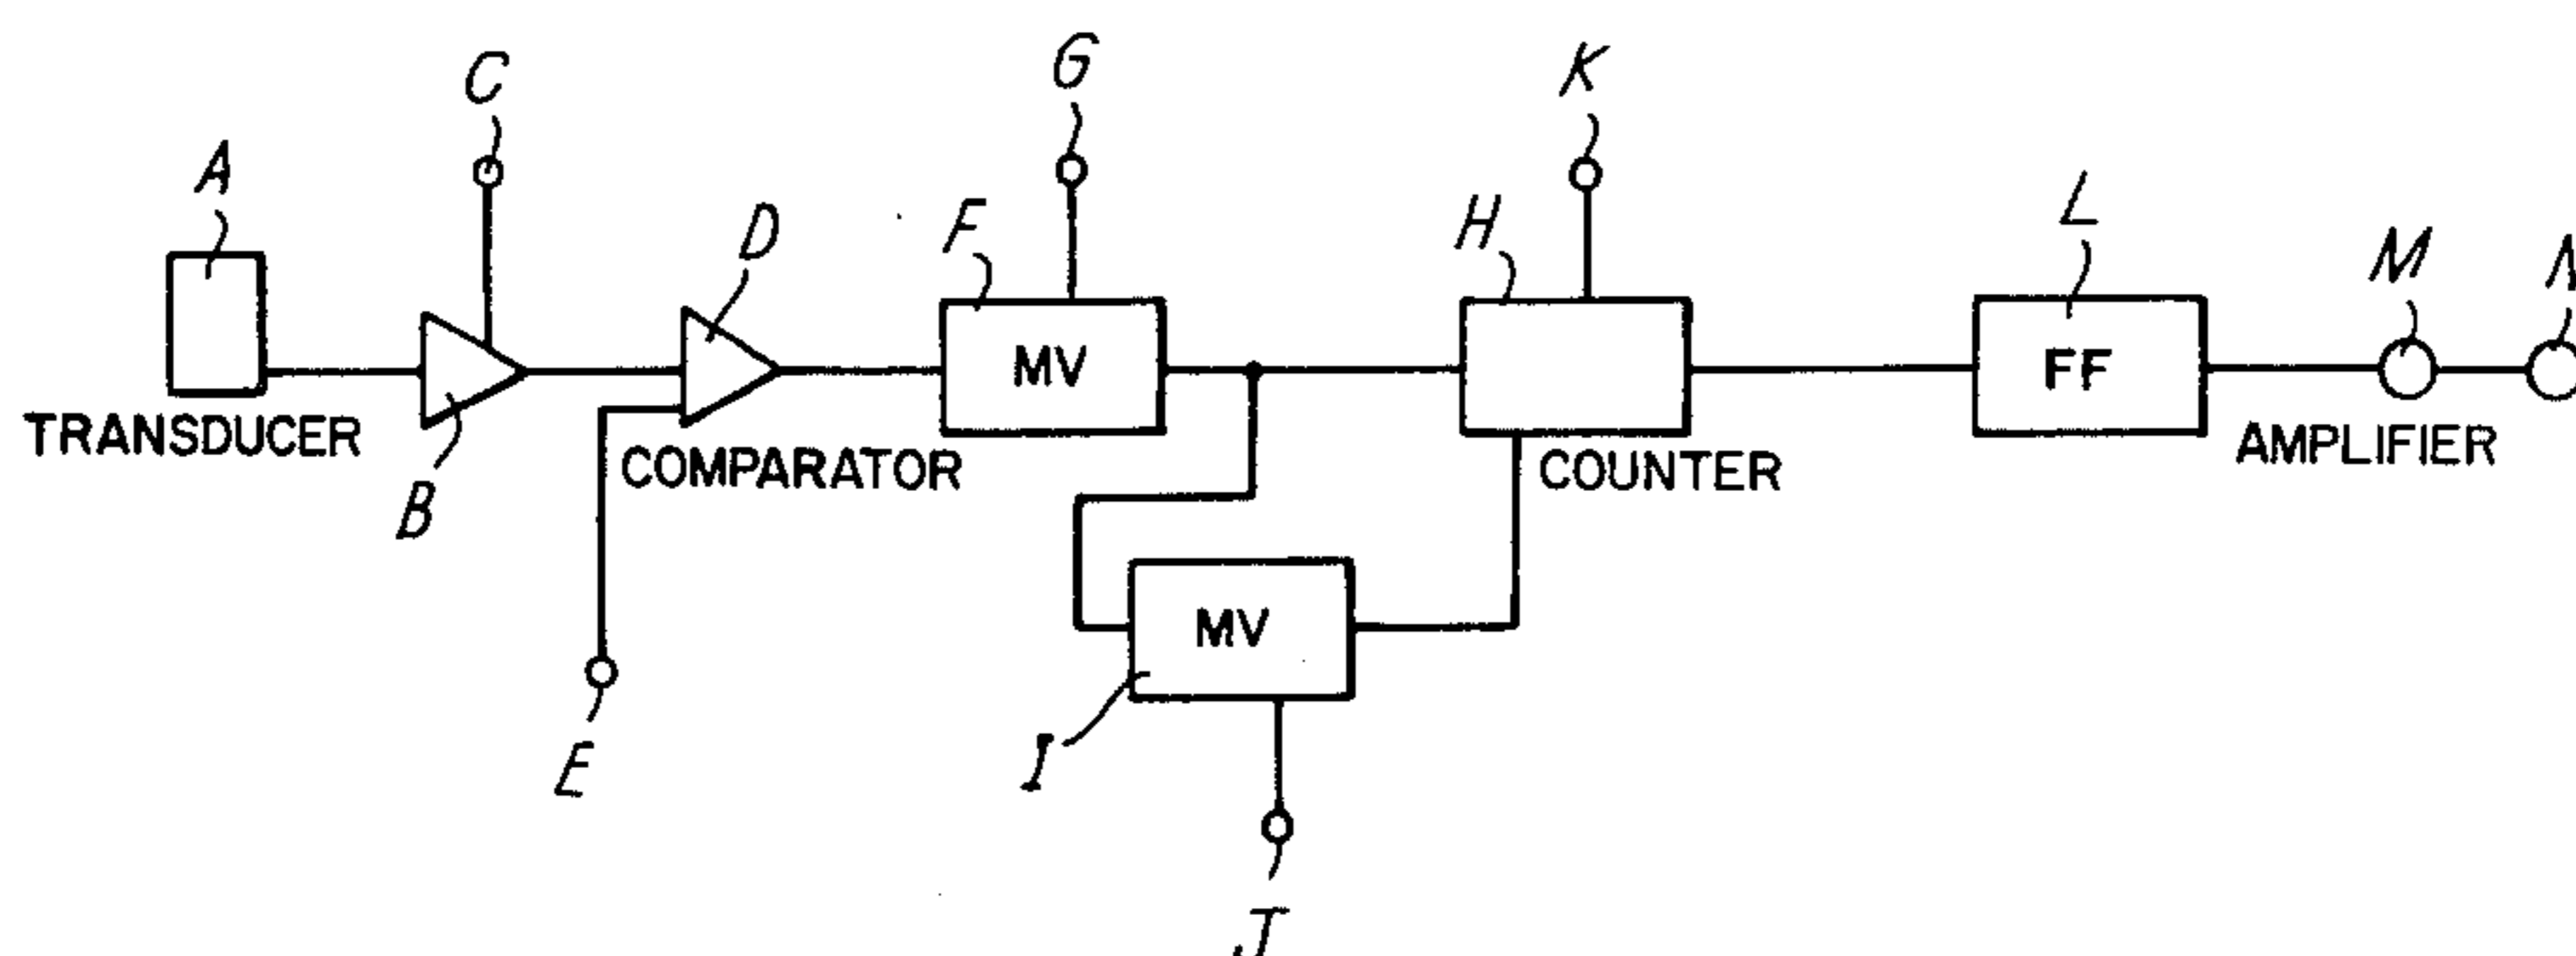 C
G
K
A
D
F
H
L
M
TRANSDUCER
B
COMPARATOR
MV
COUNTER
FF
AMPLIFIER
MV
E
I
J